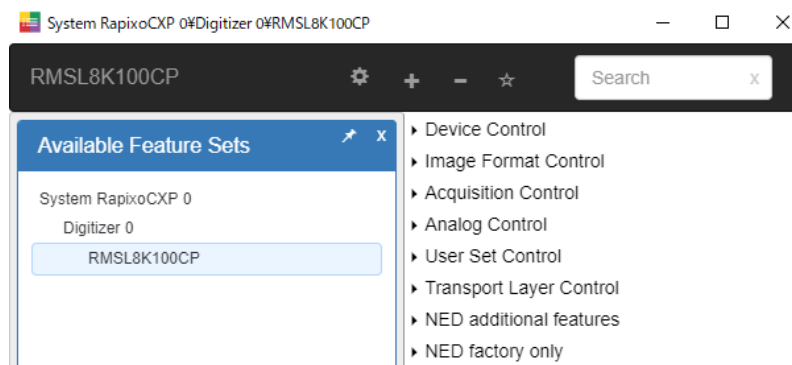 System RapixoCXP 0¥Digitizer 0¥RMSL8K100CP
RMSL8K100CP
Search
x
Available Feature Sets
x
System RapixoCXP 0
Digitizer 0
RMSL8K100CP
Device Control
Image Format Control
Acquisition Control
Analog Control
User Set Control
Transport Layer Control
NED additional features
NED factory only